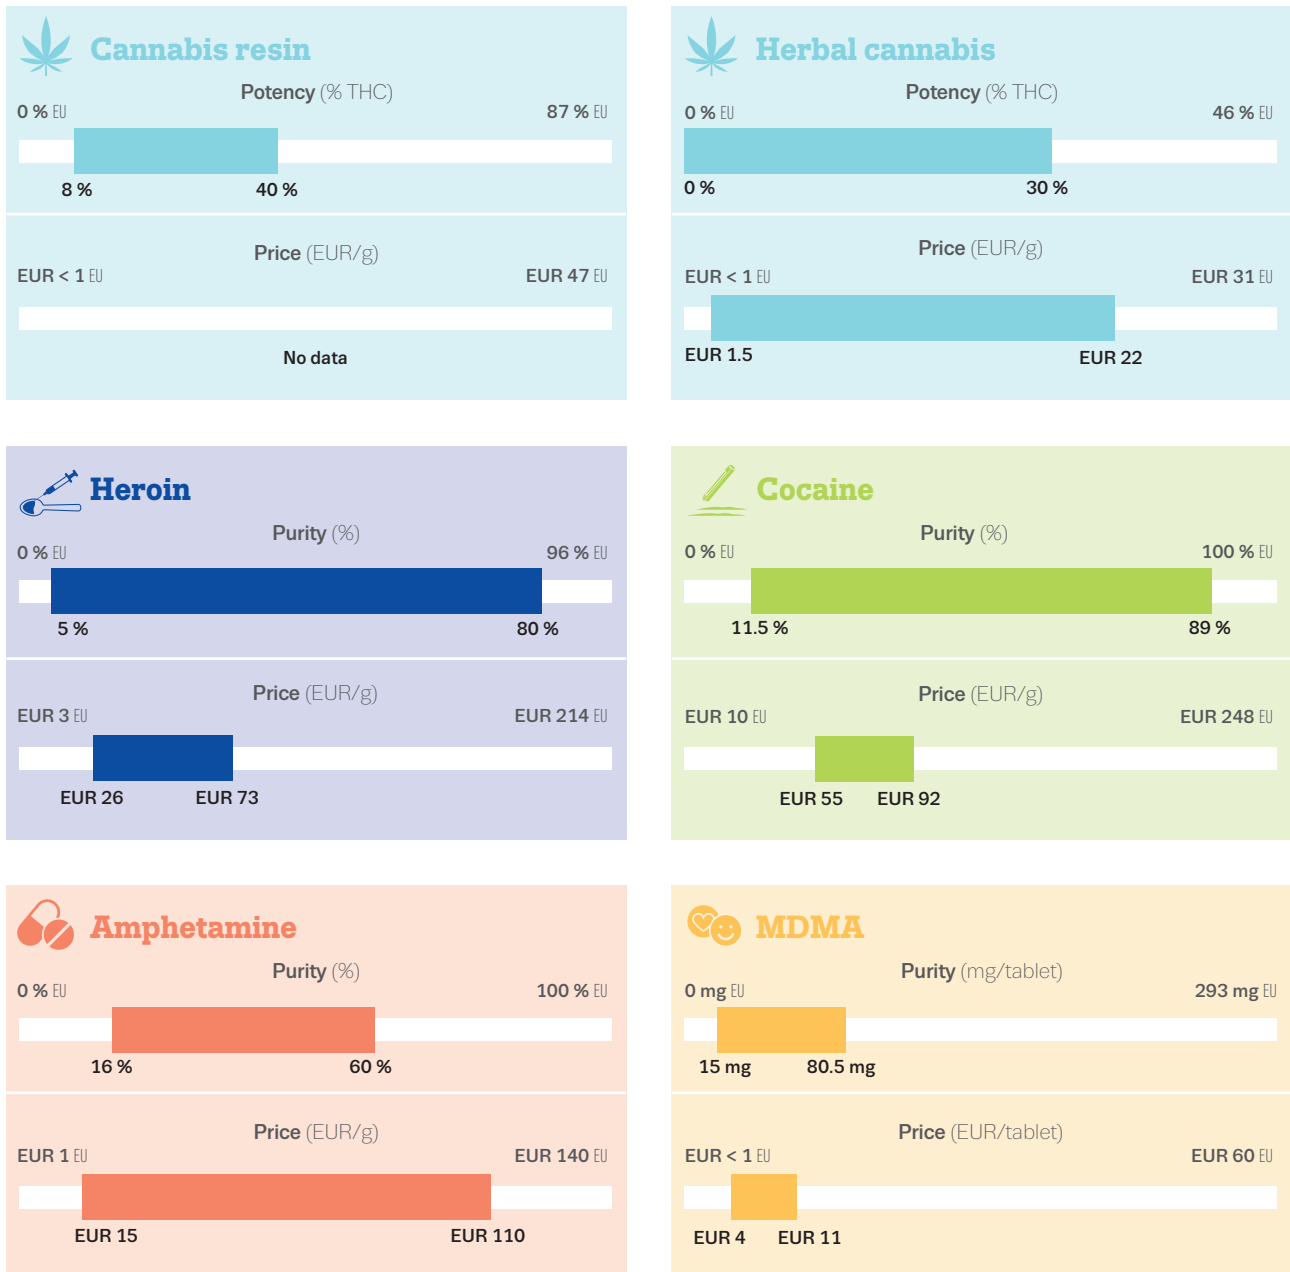 Cannabis resin
Potency (% THC)
0 % EU
87 % EU
8 %
40 %
Price (EUR/g)
EUR < 1 EU
EUR 47 EU
No data
Herbal cannabis
Potency (% THC)
0 % EU
46 % EU
0 %
30 %
Price (EUR/g)
EUR < 1 EU
EUR 31 EU
EUR 1.5
EUR 22
Heroin
Purity (%)
0 % EU
96 % EU
5 %
80 %
Price (EUR/g)
EUR 3 EU
EUR 214 EU
EUR 26
EUR 73
Cocaine
Purity (%)
0 % EU
100 % EU
11.5 %
89 %
Price (EUR/g)
EUR 10 EU
EUR 248 EU
EUR 55
EUR 92
Amphetamine
Purity (%)
0 % EU
100 % EU
16 %
60 %
Price (EUR/g)
EUR 1 EU
EUR 140 EU
EUR 15
EUR 110
MDMA
Purity (mg/tablet)
0 mg EU
293 mg EU
15 mg
80.5 mg
Price (EUR/tablet)
EUR < 1 EU
EUR 60 EU
EUR 4
EUR 11